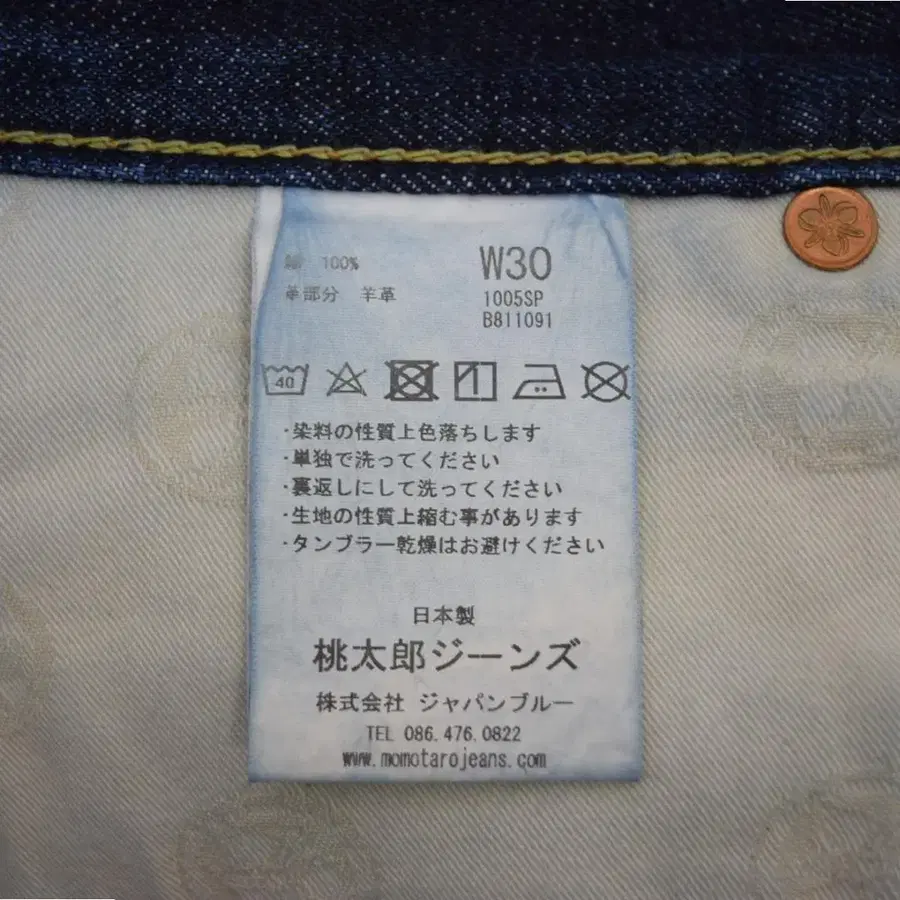 綿 100%
革部分 羊革
W30
1005SP
B811091
40
・染料の性質上色落ちします
・単独で洗ってください
・裏返しにして洗ってください
・生地の性質上縮む事があります
・タンブラー乾燥はお避けください
日本製
桃太郎ジーンズ
株式会社 ジャパンブルー
TEL 086.476.0822
www.momotarojeans.com